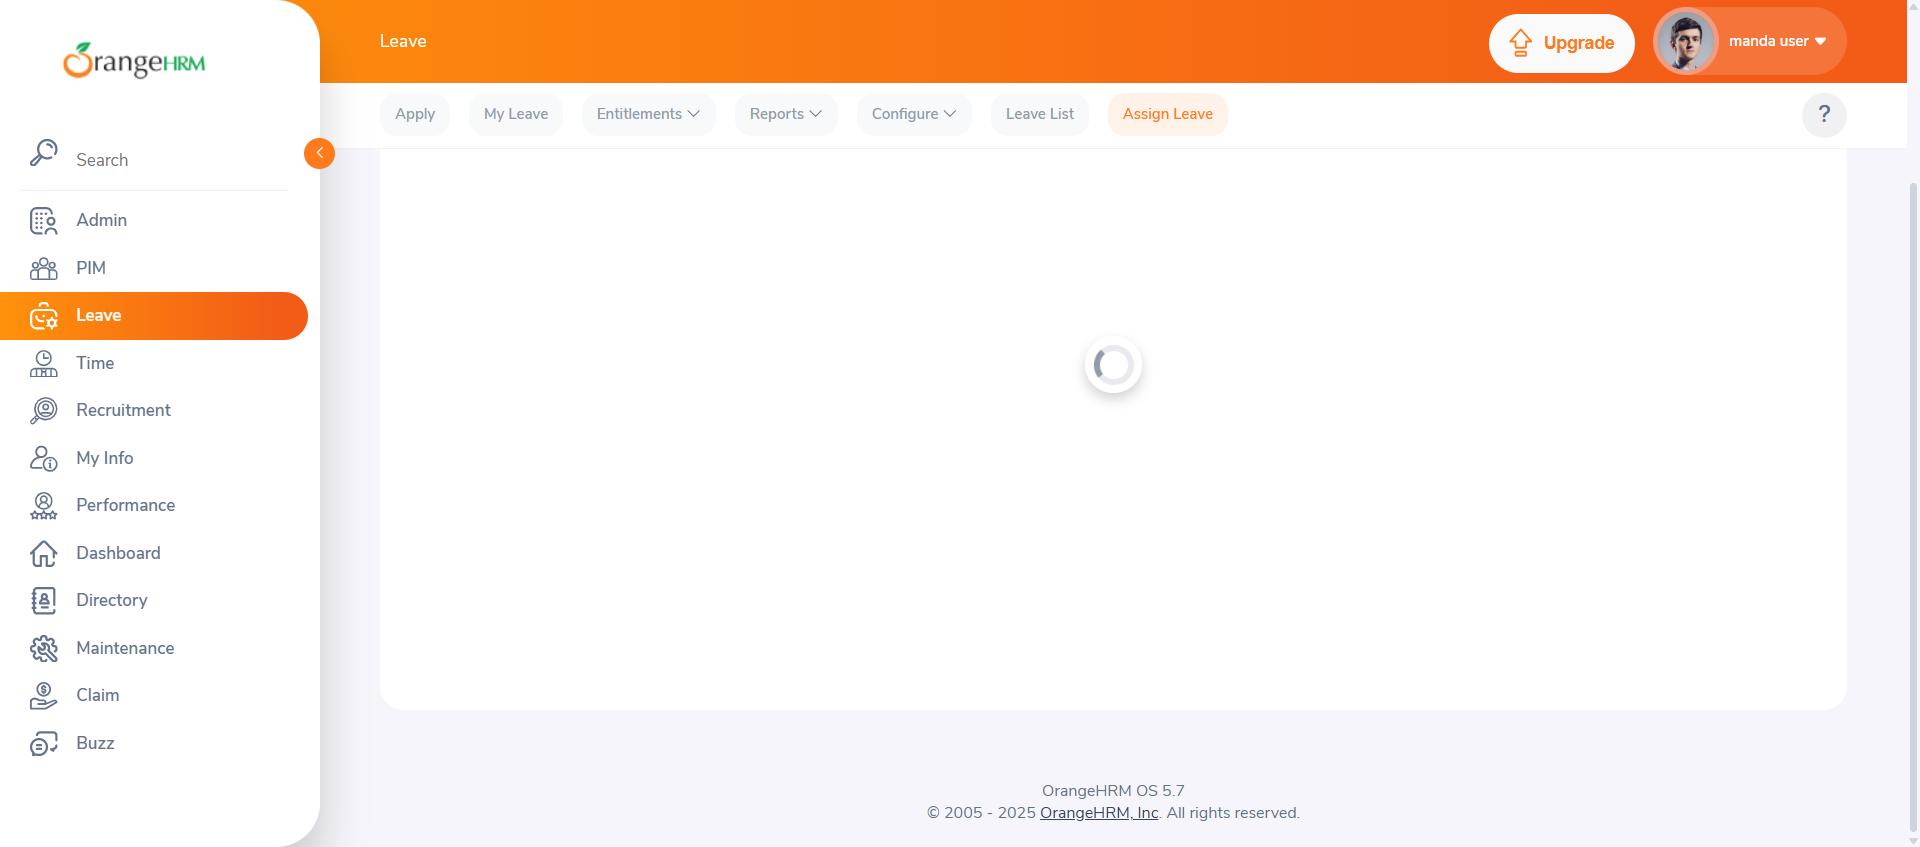 OrangeHRM
Leave
Upgrade
manda user
Apply
My Leave
Entitlements
Reports
Configure
Leave List
Assign Leave
?
Search
Admin
PIM
Leave
Time
Recruitment
My Info
Performance
Dashboard
Directory
Maintenance
Claim
Buzz
OrangeHRM OS 5.7
© 2005 - 2025 OrangeHRM, Inc. All rights reserved.